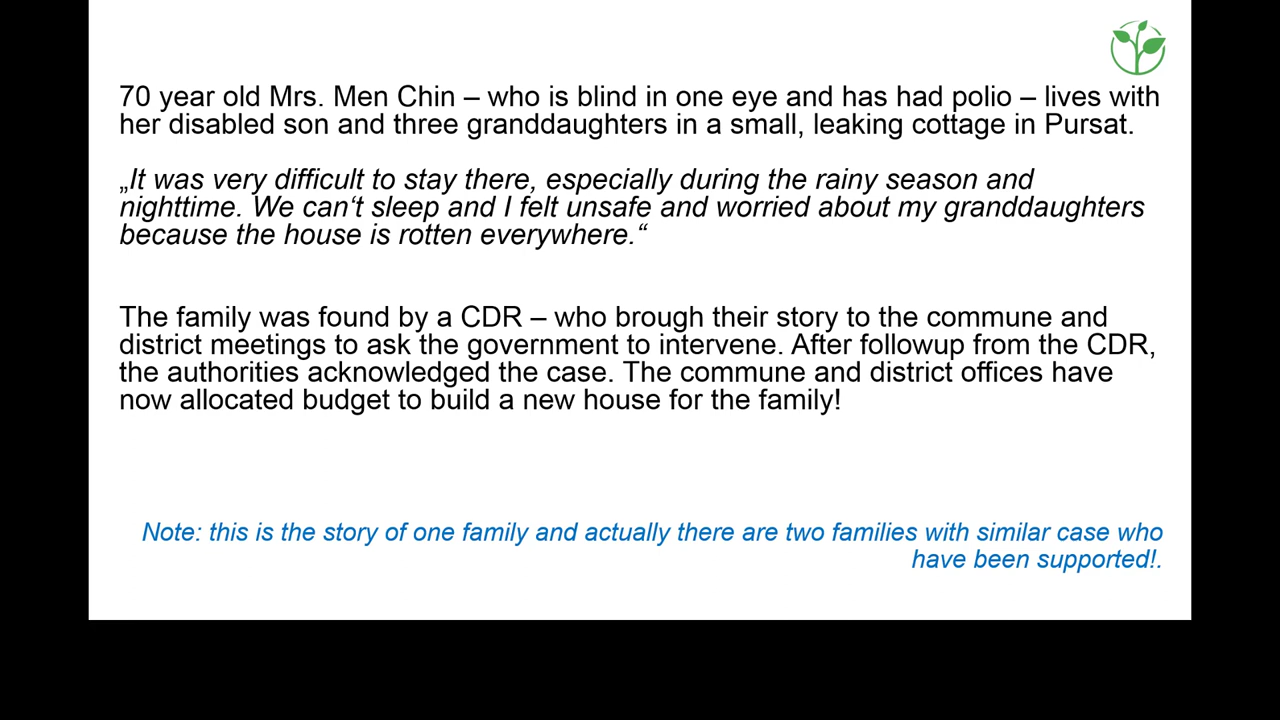 70 year old Mrs. Men Chin – who is blind in one eye and has had polio – lives with
her disabled son and three granddaughters in a small, leaking cottage in Pursat.
„It was very difficult to stay there, especially during the rainy season and
nighttime. We can‘t sleep and I felt unsafe and worried about my granddaughters
because the house is rotten everywhere.“
The family was found by a CDR – who brough their story to the commune and
district meetings to ask the government to intervene. After followup from the CDR,
the authorities acknowledged the case. The commune and district offices have
now allocated budget to build a new house for the family!
Note: this is the story of one family and actually there are two families with similar case who
have been supported!.